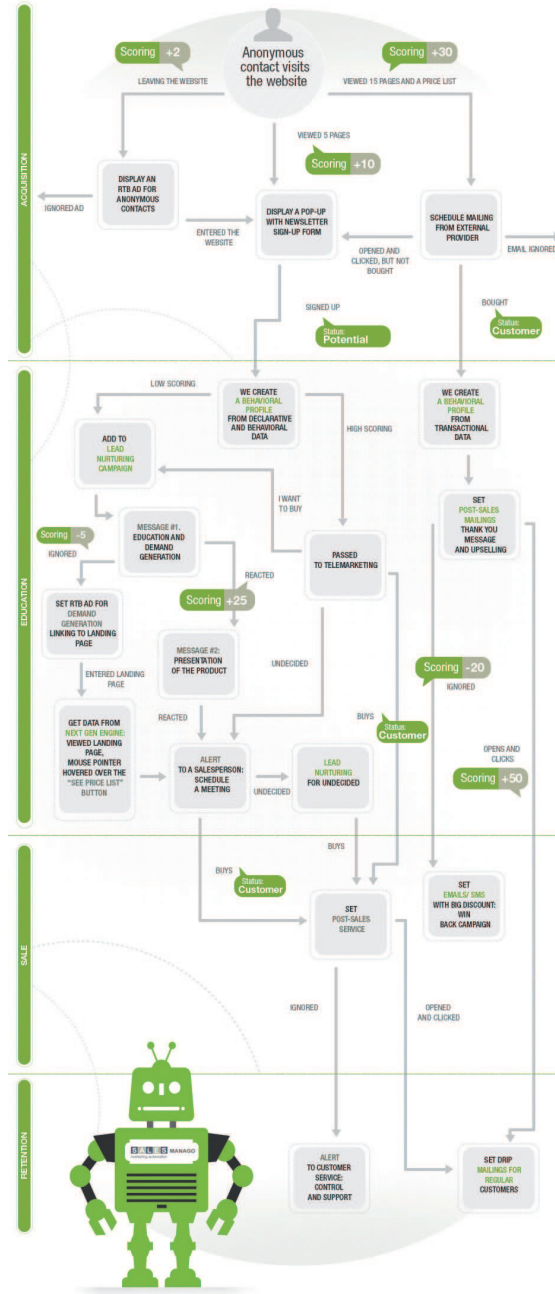 Scoring +2
Scoring +30
Anonymous
contact visits
the website
LEAVING THE WEBSITE
VIEWED 15 PAGES AND A PRICE LIST
VIEWED 5 PAGES
Scoring +10
ACQUISITION
DISPLAY AN
RTB AD FOR
ANONYMOUS
CONTACTS
IGNORED AD
ENTERED THE
WEBSITE
DISPLAY A POP-UP
WITH NEWSLETTER
SIGN-UP FORM
OPENED AND
CLICKED, BUT NOT
BOUGHT
SCHEDULE MAILING
FROM EXTERNAL
PROVIDER
EMAIL IGNORED
SIGNED UP
Status:
Potential
BOUGHT
Status:
Customer
EDUCATION
LOW SCORING
WE CREATE
A BEHAVIORAL
PROFILE
FROM DECLARATIVE
AND BEHAVIORAL
DATA
HIGH SCORING
WE CREATE
A BEHAVIORAL
PROFILE
FROM
TRANSACTIONAL
DATA
ADD TO
LEAD
NURTURING
CAMPAIGN
I WANT
TO BUY
SET
POST-SALES
MAILINGS
THANK YOU
MESSAGE
AND UPSELLING
Scoring -5
IGNORED
MESSAGE #1.
EDUCATION AND
DEMAND
GENERATION
PASSED
TO TELEMARKETING
REACTED
Scoring +25
SET RTB AD FOR
DEMAND
GENERATION
LINKING TO LANDING
PAGE
MESSAGE #2:
PRESENTATION
OF THE PRODUCT
UNDECIDED
Scoring -20
IGNORED
ENTERED LANDING
PAGE
GET DATA FROM
NEXT GEN ENGINE:
VIEWED LANDING
PAGE,
MOUSE POINTER
HOVERED OVER THE
"SEE PRICE LIST"
BUTTON
REACTED
BUYS
Status:
Customer
ALERT
TO A SALESPERSON:
SCHEDULE
A MEETING
UNDECIDED
LEAD
NURTURING
FOR UNDECIDED
OPENS AND
CLICKS
Scoring +50
SALE
BUYS
Status:
Customer
BUYS
SET
POST-SALES
SERVICE
SET
EMAILS/ SMS
WITH BIG DISCOUNT:
WIN
BACK CAMPAIGN
IGNORED
OPENED
AND CLICKED
RETENTION
SALES MANAGO
marketing automation
ALERT
TO CUSTOMER
SERVICE:
CONTROL
AND SUPPORT
SET DRIP
MAILINGS FOR
REGULAR
CUSTOMERS